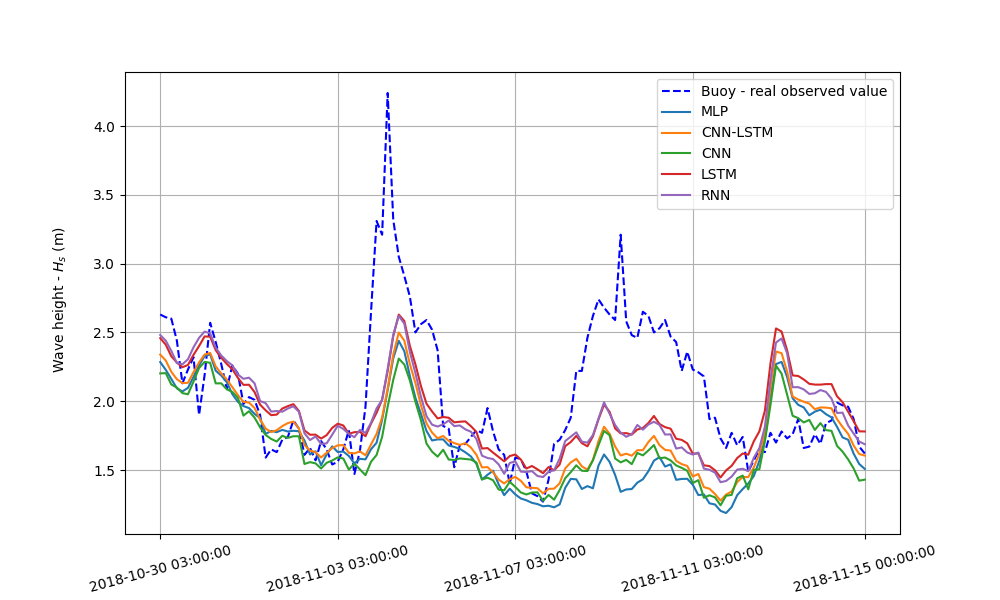 Buoy - real observed value
MLP
CNN-LSTM
CNN
LSTM
RNN
Wave height - Hₛ (m)
4.0
3.5
3.0
2.5
2.0
1.5
2018-10-30 03:00:00
2018-11-03 03:00:00
2018-11-07 03:00:00
2018-11-11 03:00:00
2018-11-15 00:00:00